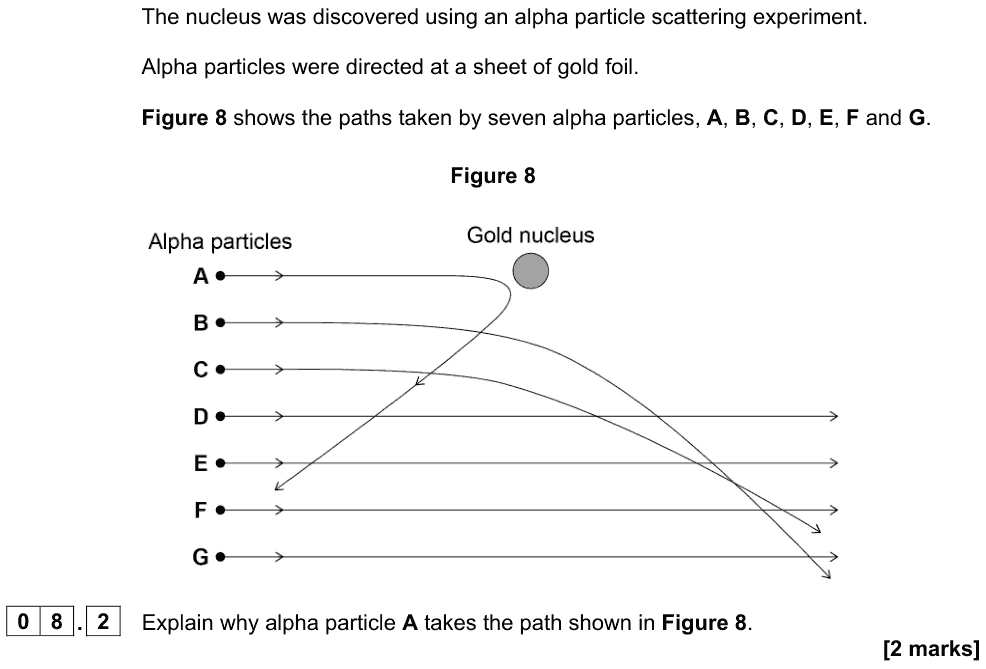 The nucleus was discovered using an alpha particle scattering experiment.
Alpha particles were directed at a sheet of gold foil.
Figure 8 shows the paths taken by seven alpha particles, A, B, C, D, E, F and G.
Figure 8
Alpha particles
Gold nucleus
A
B
C
D
E
F
G
0 8 . 2 Explain why alpha particle A takes the path shown in Figure 8.
[2 marks]